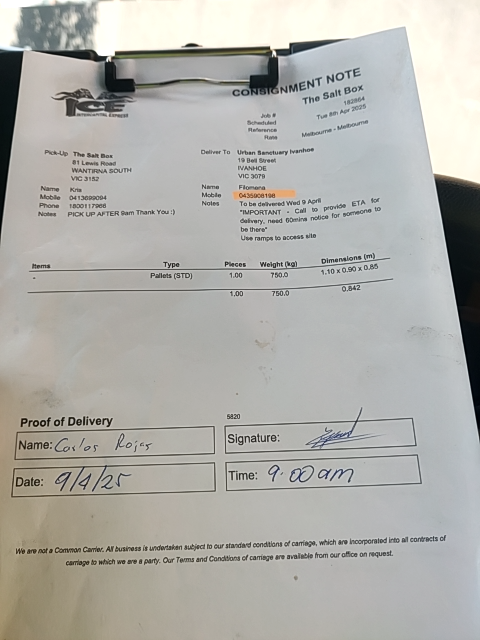 ICE
INTERCAPITAL EXPRESS
CONSIGNMENT NOTE
The Salt Box
Job # 182864
Scheduled Tue 8th Apr 2025
Reference
Rate Melbourne - Melbourne
Pick-Up The Salt Box
81 Lewis Road
WANTIRNA SOUTH
VIC 3152
Name Kris
Mobile 0413699094
Phone 1800117966
Notes PICK UP AFTER 9am Thank You :)
Deliver To Urban Sanctuary Ivanhoe
19 Bell Street
IVANHOE
VIC 3079
Name Filomena
Mobile 0435908198
Notes To be delivered Wed 9 April
"IMPORTANT - Call to provide ETA for
delivery, need 60mins notice for someone to
be there"
Use ramps to access site
Items Type Pieces Weight (kg) Dimensions (m)
- Pallets (STD) 1.00 750.0 1.10 x 0.90 x 0.85
1.00 750.0 0.842
Proof of Delivery
5820
Name: Carlos Rojas
Signature:
Date: 9/4/25
Time: 9:00am
We are not a Common Carrier. All business is undertaken subject to our standard conditions of carriage, which are incorporated into all contracts of
carriage to which we are a party. Our Terms and Conditions of carriage are available from our office on request.